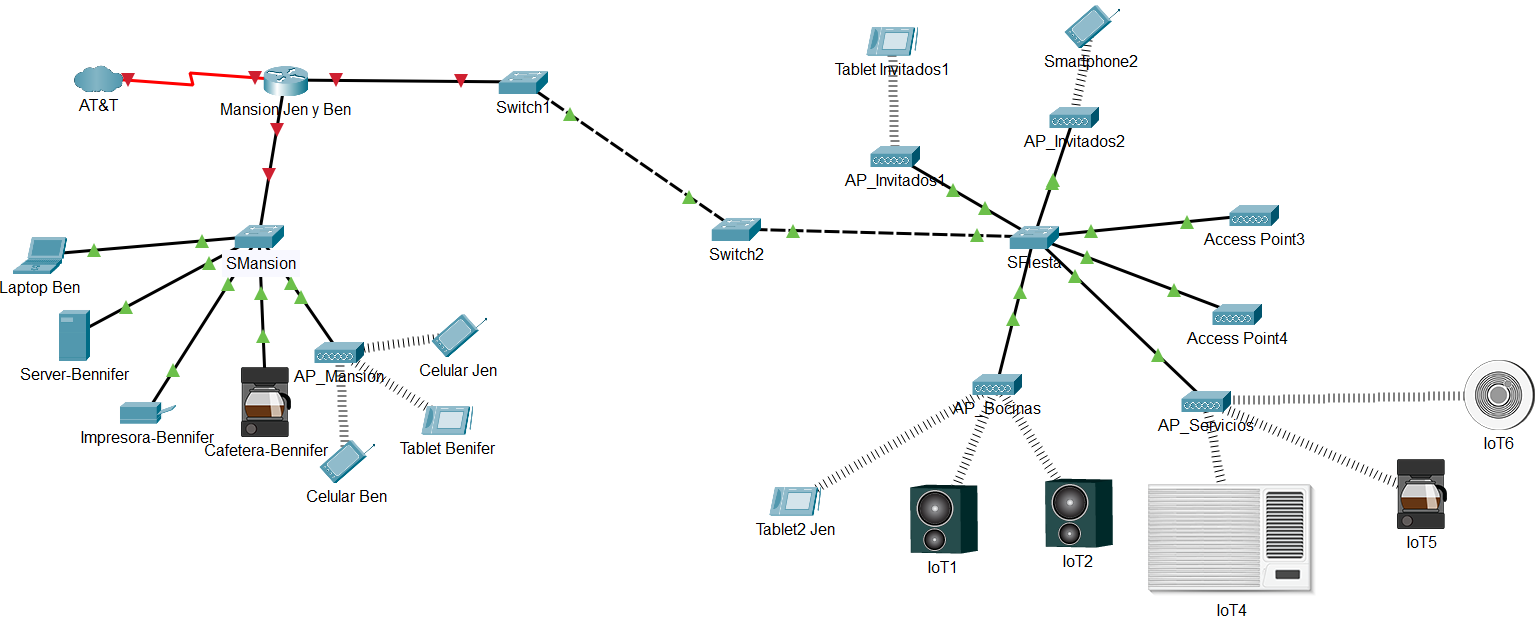 Tablet Invitados1
Smartphone2
AT&T
Mansion Jen y Ben
Switch1
AP_Invitados1
AP_Invitados2
Switch2
SFiesta
Access Point3
SMansion
Laptop Ben
Access Point4
Server-Bennifer
AP_Mansion
Celular Jen
Impresora-Bennifer
Cafetera-Bennifer
Tablet Benifer
Celular Ben
AP_Bocinas
AP_Servicios
IoT6
Tablet2 Jen
IoT1
IoT2
IoT5
IoT4